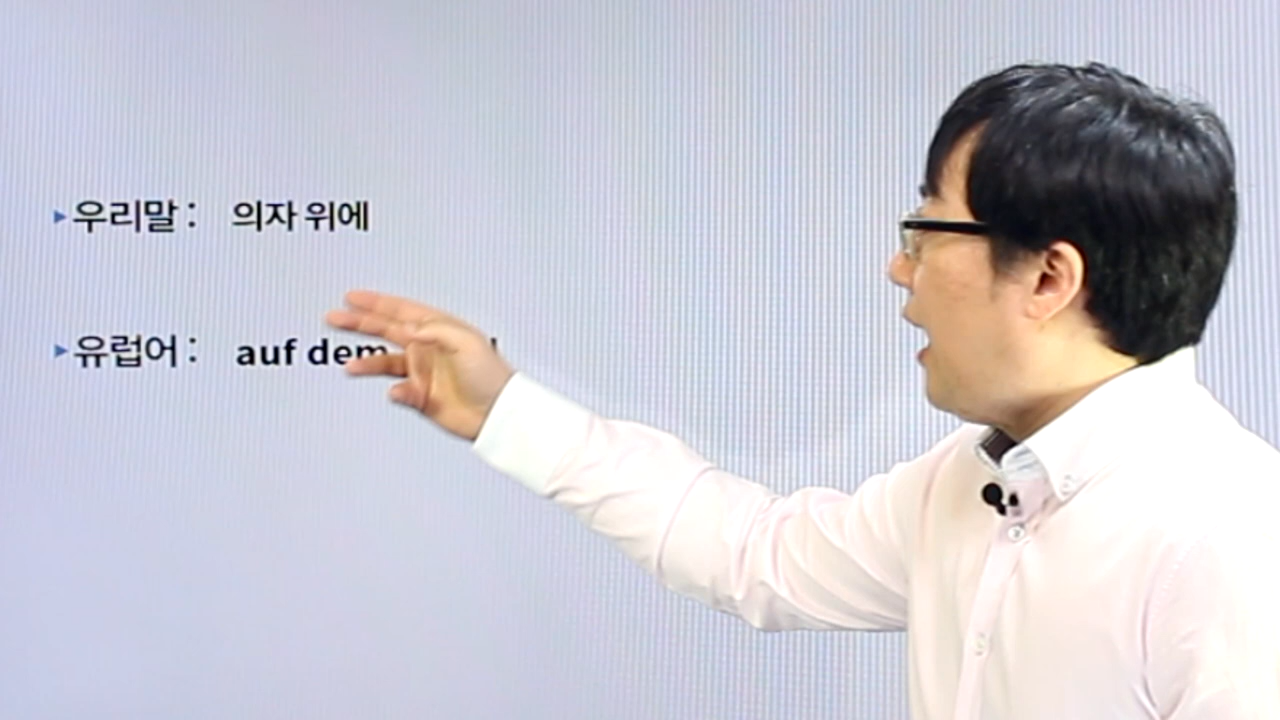 ▸우리말 : 의자 위에
▸유럽어 : auf dem